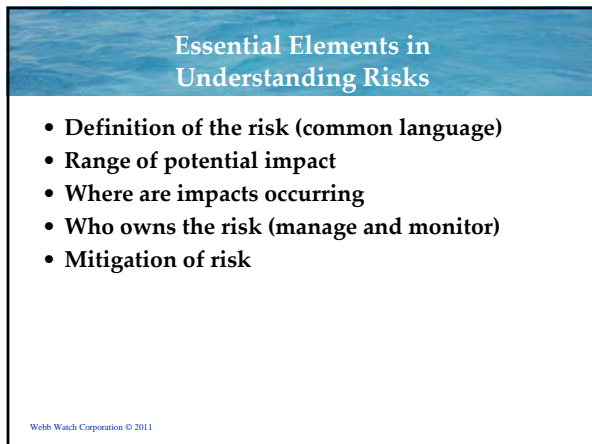 Essential Elements in
Understanding Risks
• Definition of the risk (common language)
• Range of potential impact
• Where are impacts occurring
• Who owns the risk (manage and monitor)
• Mitigation of risk
Webb Watch Corporation © 2011